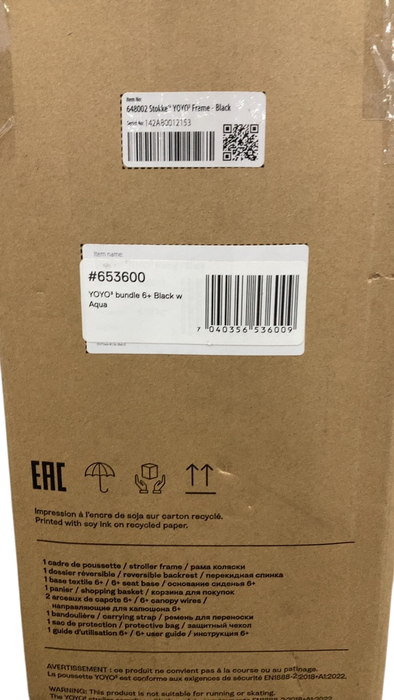 Item No:
648002 Stokke® YOYO³ Frame - Black
Serial No: 142A80012153
Item name:
#653600
YOYO³ bundle 6+ Black w
Aqua
7 040356 536009
EAC
Impression à l'encre de soja sur carton recyclé.
Printed with soy ink on recycled paper.
1 cadre de poussette / stroller frame / рама коляски
1 dossier réversible / reversible backrest / перекидная спинка
1 base textile 6+ / 6+ seat base / основание сиденья 6+
1 panier / shopping basket / корзина для покупок
2 arceaux de capote 6+ / 6+ canopy wires /
направляющие для капюшона 6+
1 bandoulière / carrying strap / ремень для переноски
1 sac de protection / protective bag / защитный чехол
1 guide d'utilisation 6+ / 6+ user guide / инструкция 6+
AVERTISSEMENT : ce produit ne convient pas à la course ou au patinage.
La poussette YOYO³ est conforme aux exigences de sécurité EN1888-2:2018+A1:2022.
WARNING: This product is not suitable for running or skating.